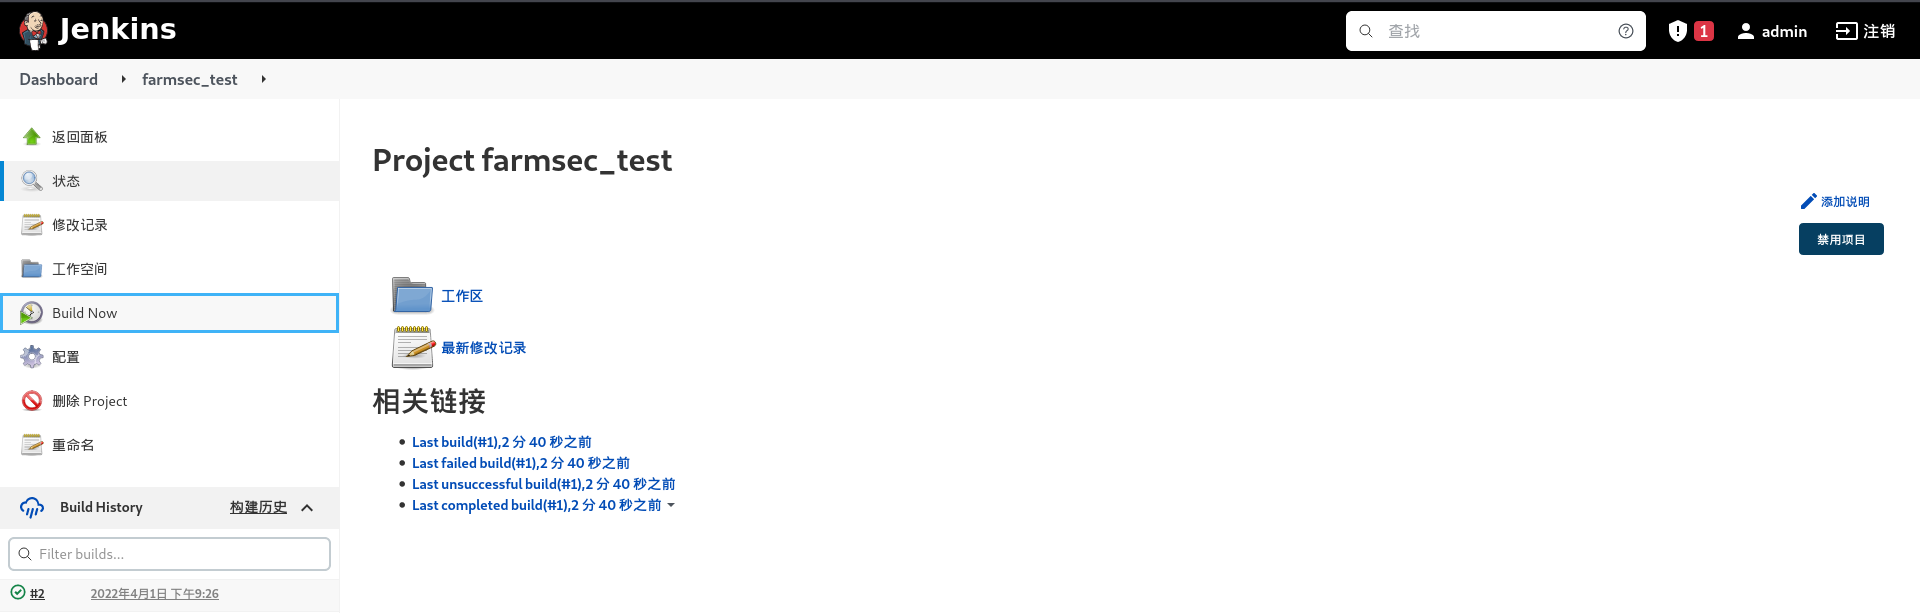 Jenkins
查找
1
admin
注销
Dashboard
farmsec_test
返回面板
状态
修改记录
工作空间
Build Now
配置
删除 Project
重命名
Build History
构建历史
Filter builds...
#2
2022年4月1日 下午9:26
Project farmsec_test
添加说明
禁用项目
工作区
最新修改记录
相关链接
Last build(#1),2 分 40 秒之前
Last failed build(#1),2 分 40 秒之前
Last unsuccessful build(#1),2 分 40 秒之前
Last completed build(#1),2 分 40 秒之前